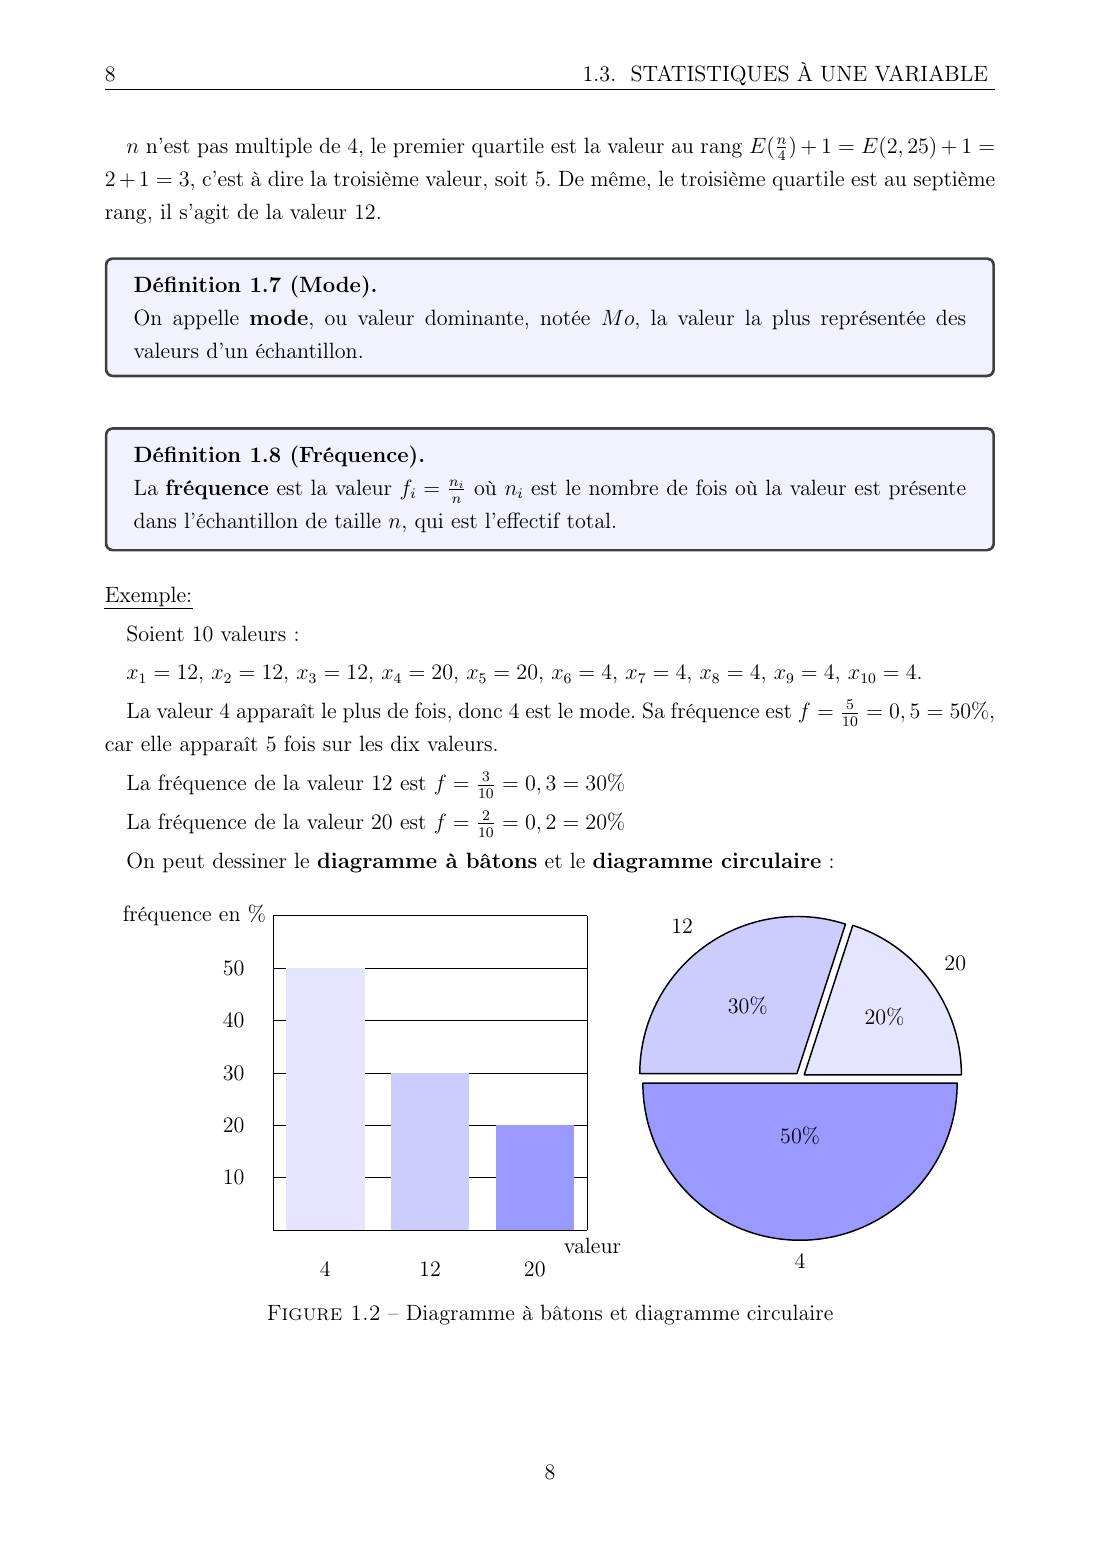 8 1.3. STATISTIQUES À UNE VARIABLE
n n'est pas multiple de 4, le premier quartile est la valeur au rang E(n/4) + 1 = E(2, 25) + 1 =
2 + 1 = 3, c'est à dire la troisième valeur, soit 5. De même, le troisième quartile est au septième
rang, il s'agit de la valeur 12.
Définition 1.7 (Mode).
On appelle mode, ou valeur dominante, notée Mo, la valeur la plus représentée des
valeurs d'un échantillon.
Définition 1.8 (Fréquence).
La fréquence est la valeur f_i = n_i/n où n_i est le nombre de fois où la valeur est présente
dans l'échantillon de taille n, qui est l'effectif total.
Exemple:
Soient 10 valeurs :
x_1 = 12, x_2 = 12, x_3 = 12, x_4 = 20, x_5 = 20, x_6 = 4, x_7 = 4, x_8 = 4, x_9 = 4, x_10 = 4.
La valeur 4 apparaît le plus de fois, donc 4 est le mode. Sa fréquence est f = 5/10 = 0, 5 = 50%,
car elle apparaît 5 fois sur les dix valeurs.
La fréquence de la valeur 12 est f = 3/10 = 0, 3 = 30%
La fréquence de la valeur 20 est f = 2/10 = 0, 2 = 20%
On peut dessiner le diagramme à bâtons et le diagramme circulaire :
fréquence en %
50
40
30
20
10
valeur
4 12 20
12
20
30%
20%
50%
4
FIGURE 1.2 – Diagramme à bâtons et diagramme circulaire
8